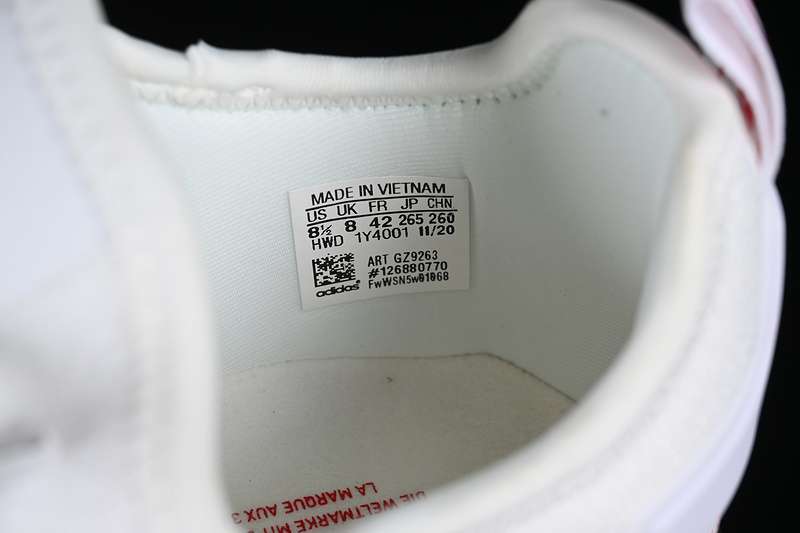 MADE IN VIETNAM
US UK FR JP CHN
8½ 8 42 265 260
HWD 1Y4001 11/20
ART GZ9263
#126880770
FwWSN5w01068
adidas
LA MARQUE AUX 3
DIE WELTMARKE MIT